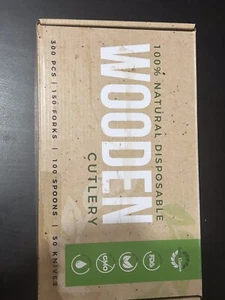 100% NATURAL DISPOSABLE
WOODEN
CUTLERY
300 PCS | 150 FORKS | 100 SPOONS | 50 KNIVES